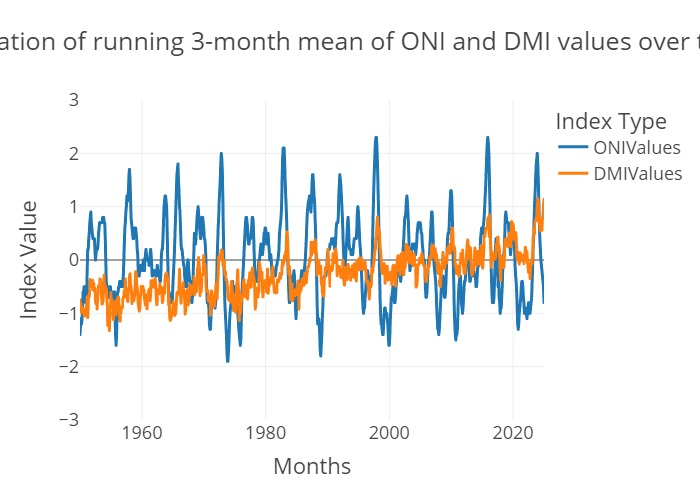 ation of running 3-month mean of ONI and DMI values over
Index Type
ONIValues
DMIValues
Index Value
3
2
1
0
−1
−2
−3
1960
1980
2000
2020
Months